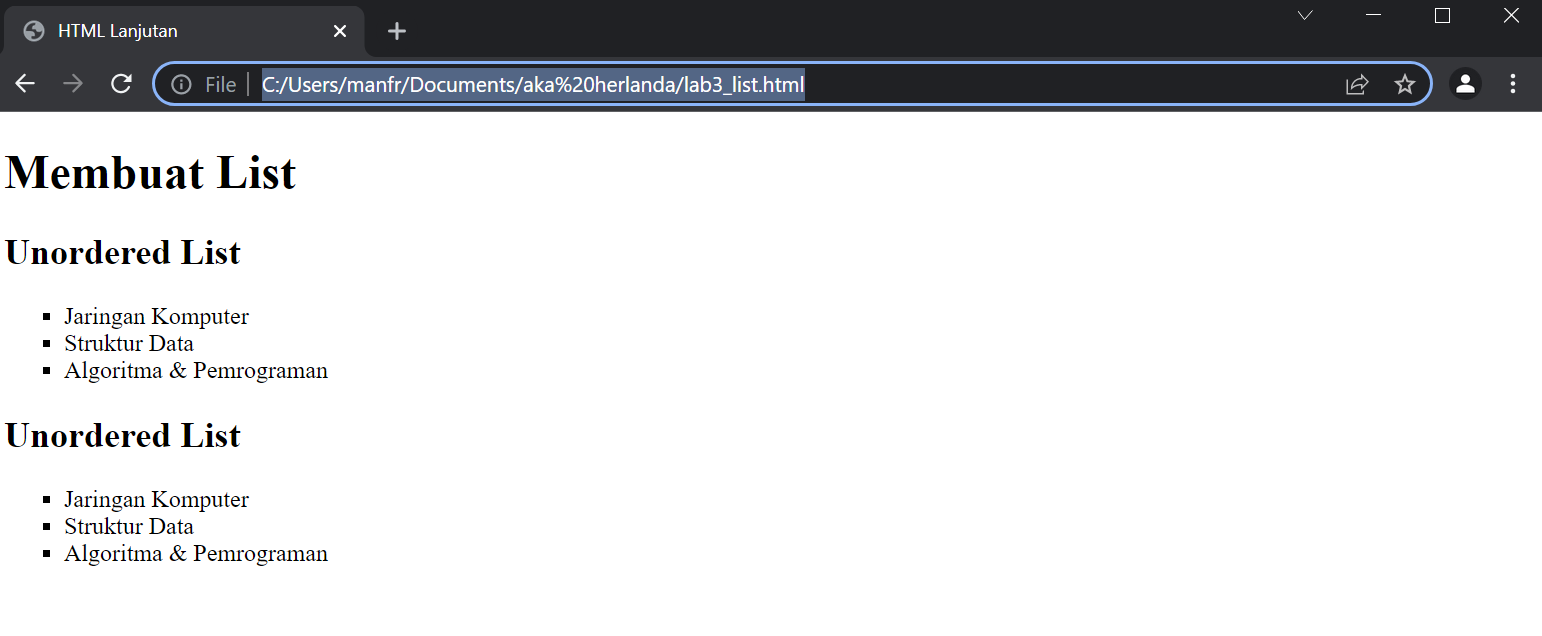 HTML Lanjutan
File C:/Users/manfr/Documents/aka%20herlanda/lab3_list.html
Membuat List
Unordered List
Jaringan Komputer
Struktur Data
Algoritma & Pemrograman
Unordered List
Jaringan Komputer
Struktur Data
Algoritma & Pemrograman